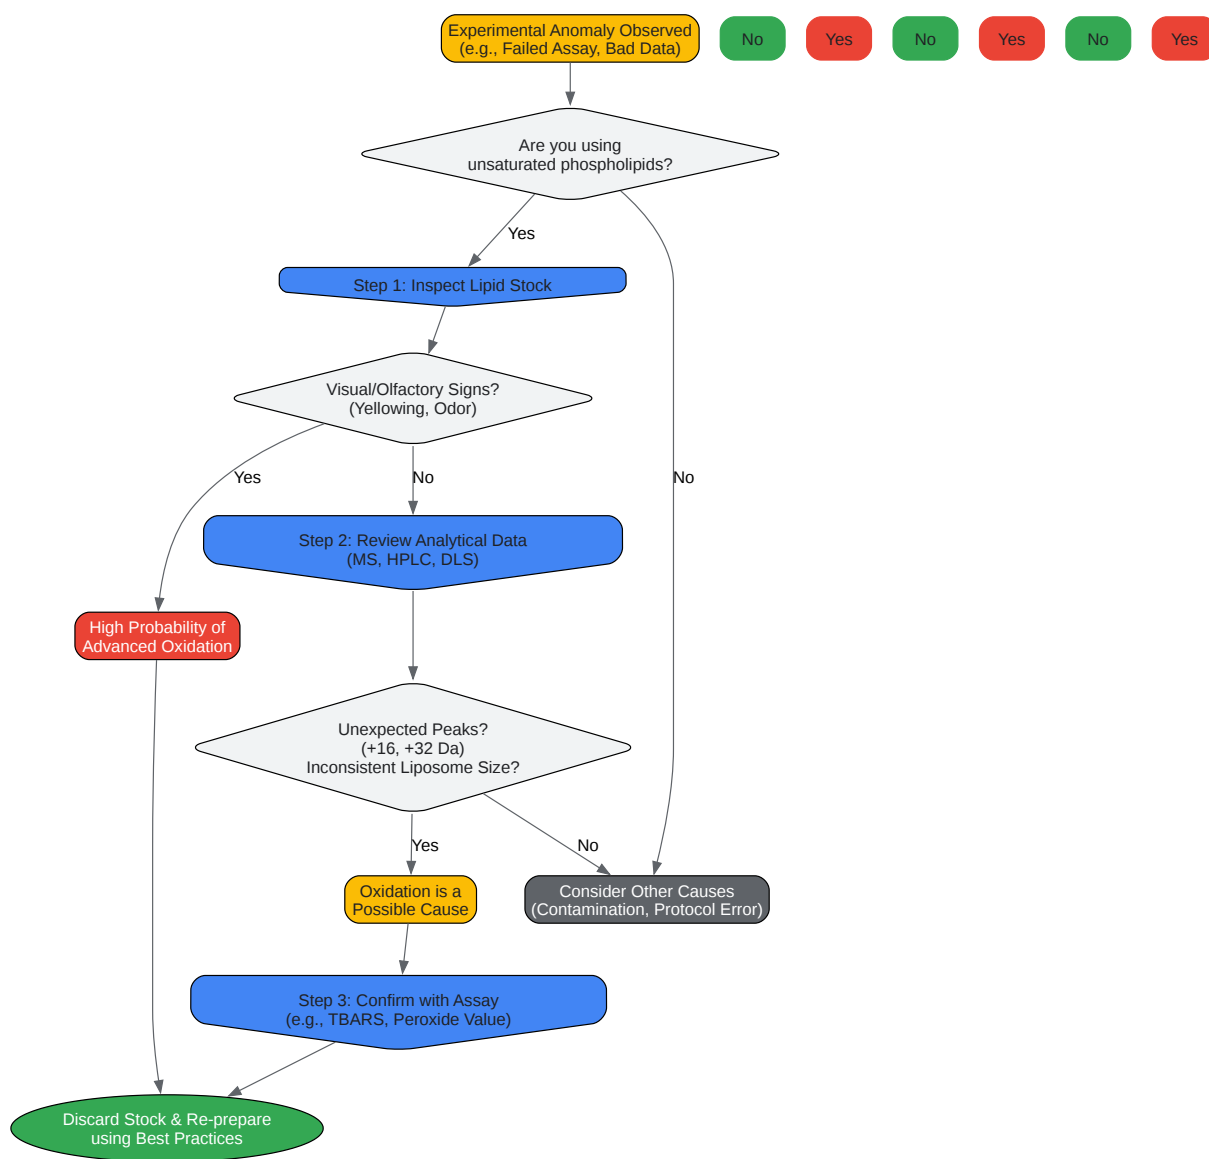 Experimental Anomaly Observed
(e.g., Failed Assay, Bad Data)
No
Yes
No
Yes
No
Yes
Are you using
unsaturated phospholipids?
Yes
Step 1: Inspect Lipid Stock
Visual/Olfactory Signs?
(Yellowing, Odor)
Yes
No
No
Step 2: Review Analytical Data
(MS, HPLC, DLS)
High Probability of
Advanced Oxidation
Unexpected Peaks?
(+16, +32 Da)
Inconsistent Liposome Size?
Yes
No
Oxidation is a
Possible Cause
Consider Other Causes
(Contamination, Protocol Error)
Step 3: Confirm with Assay
(e.g., TBARS, Peroxide Value)
Discard Stock & Re-prepare
using Best Practices